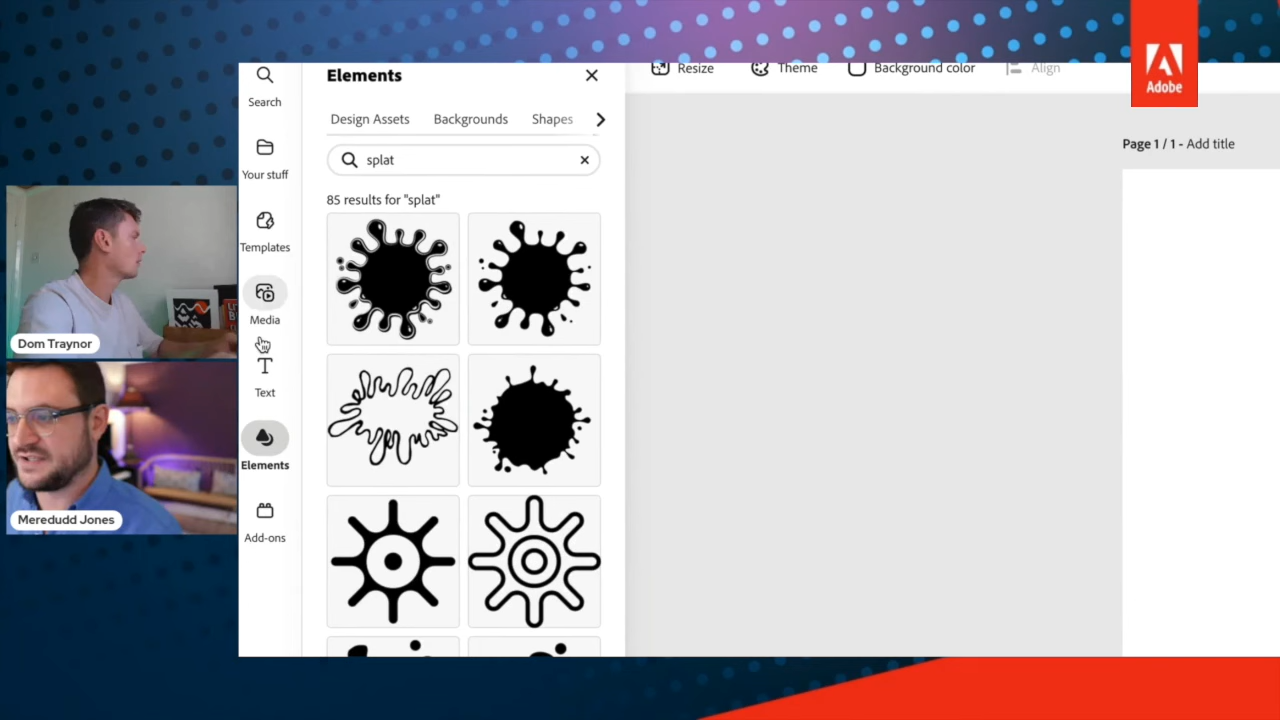 Adobe
Resize
Theme
Background color
Align
Page 1 / 1 - Add title
Search
Your stuff
Templates
Media
Text
Elements
Add-ons
Elements
Design Assets
Backgrounds
Shapes
splat
85 results for "splat"
Dom Traynor
Meredudd Jones